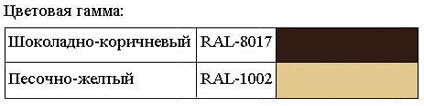 Цветовая гамма:
Шоколадно-коричневый RAL-8017
Песочно-желтый RAL-1002